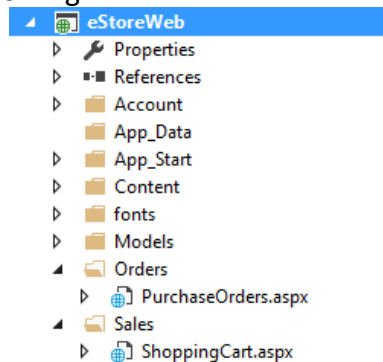 eStoreWeb
Properties
References
Account
App_Data
App_Start
Content
fonts
Models
Orders
PurchaseOrders.aspx
Sales
ShoppingCart.aspx